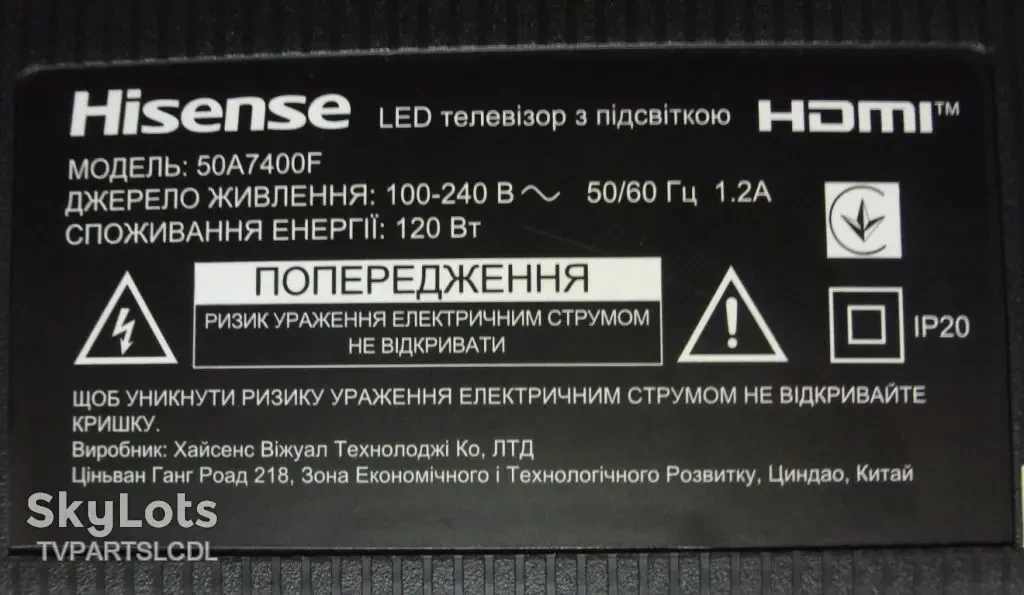 Hisense LED телевізор з підсвіткою HDMI™
МОДЕЛЬ: 50A7400F
ДЖЕРЕЛО ЖИВЛЕННЯ: 100-240 В ~ 50/60 Гц 1.2А
СПОЖИВАННЯ ЕНЕРГІЇ: 120 Вт
ПОПЕРЕДЖЕННЯ
РИЗИК УРАЖЕННЯ ЕЛЕКТРИЧНИМ СТРУМОМ
НЕ ВІДКРИВАТИ
IP20
ЩОБ УНИКНУТИ РИЗИКУ УРАЖЕННЯ ЕЛЕКТРИЧНИМ СТРУМОМ НЕ ВІДКРИВАЙТЕ
КРИШКУ.
Виробник: Хайсенс Віжуал Технолоджі Ко, ЛТД
Ціньван Ганг Роад 218, Зона Економічного і Технологічного Розвитку, Циндао, Китай
SkyLots
TVPARTSLCDL